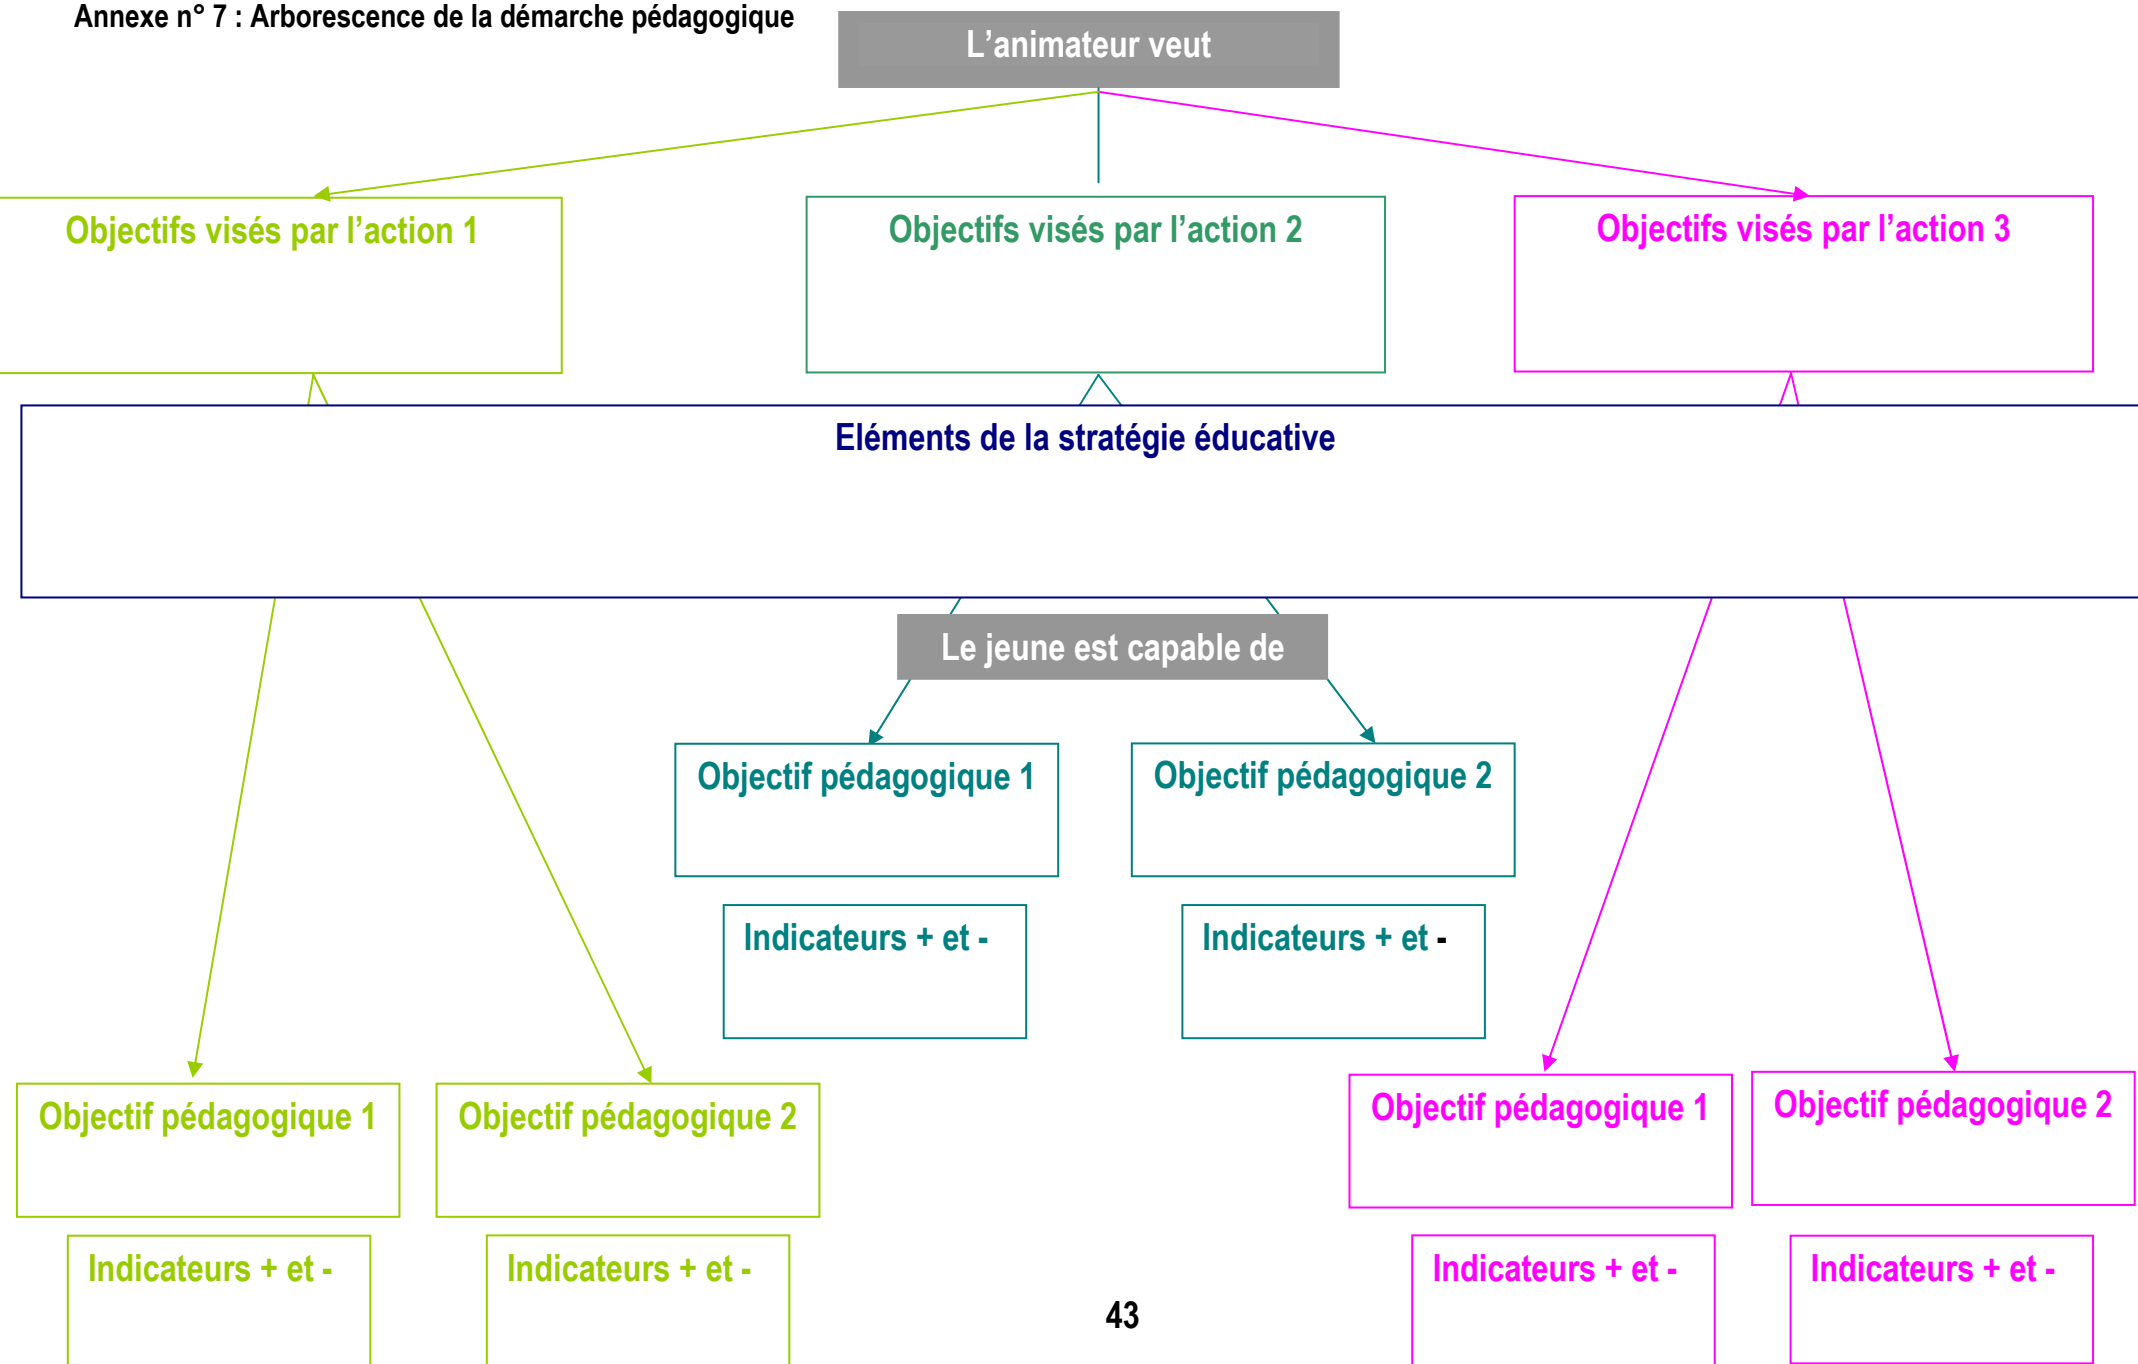 Annexe n° 7 : Arborescence de la démarche pédagogique
L’animateur veut
Objectifs visés par l’action 1
Objectifs visés par l’action 2
Objectifs visés par l’action 3
Eléments de la stratégie éducative
Le jeune est capable de
Objectif pédagogique 1
Objectif pédagogique 2
Indicateurs + et -
Indicateurs + et -
Objectif pédagogique 1
Objectif pédagogique 2
Objectif pédagogique 1
Objectif pédagogique 2
Indicateurs + et -
Indicateurs + et -
Indicateurs + et -
Indicateurs + et -
43